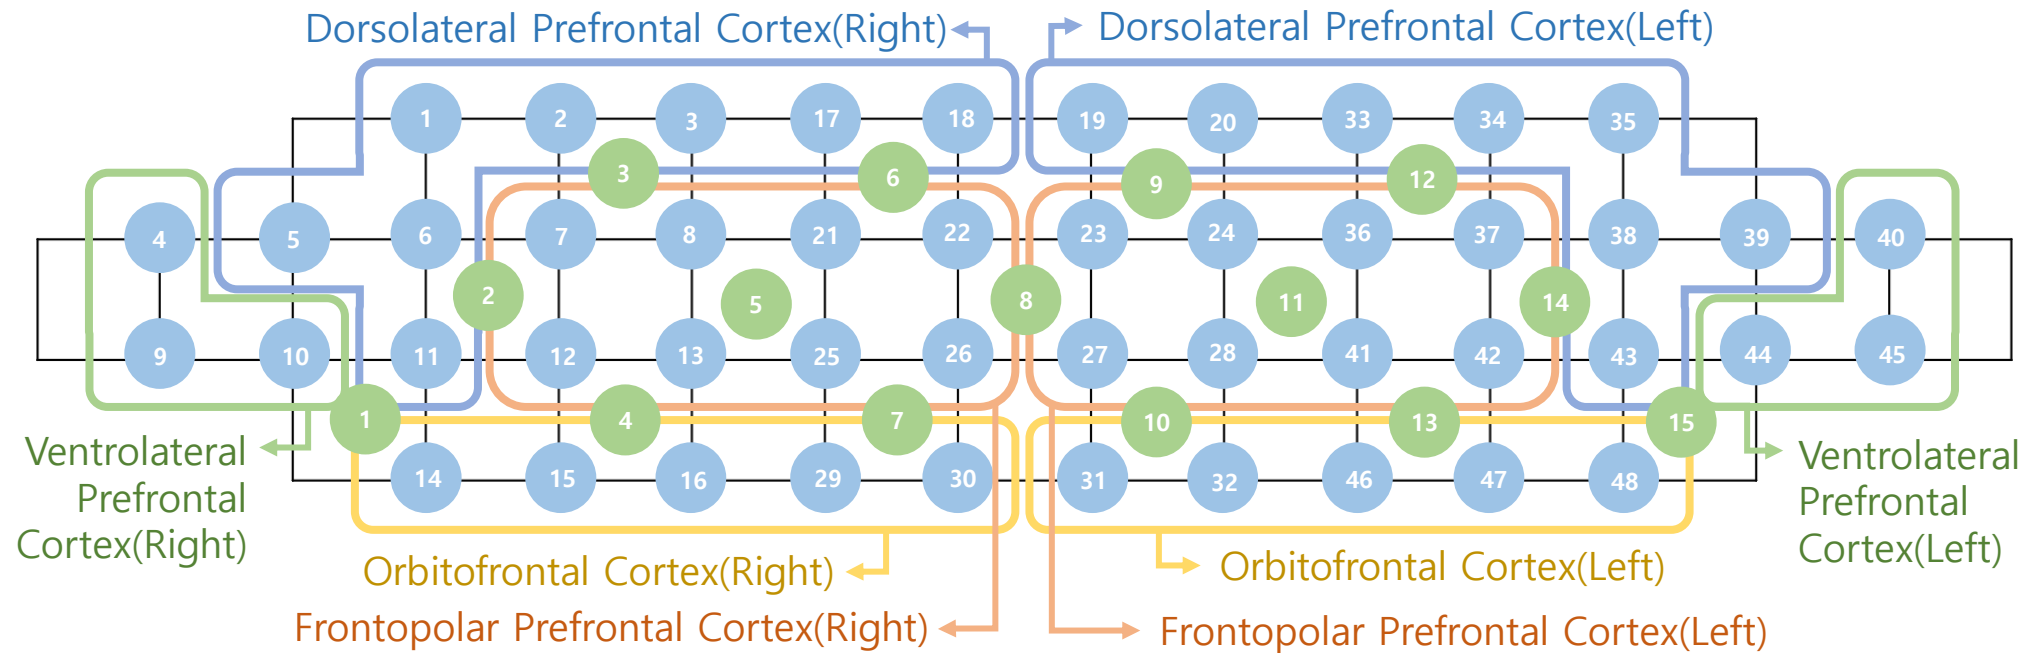 Dorsolateral Prefrontal Cortex(Right) Dorsolateral Prefrontal Cortex(Left)
1 2 3 17 18 19 20 33 34 35
3 6 9 12
4 5 6 7 8 21 22 23 24 36 37 38 39 40
2 5 8 11 14
9 10 11 12 13 25 26 27 28 41 42 43 44 45
1 4 7 10 13 15
14 15 16 29 30 31 32 46 47 48
Ventrolateral
Prefrontal
Cortex(Right)
Ventrolateral
Prefrontal
Cortex(Left)
Orbitofrontal Cortex(Right) Orbitofrontal Cortex(Left)
Frontopolar Prefrontal Cortex(Right) Frontopolar Prefrontal Cortex(Left)